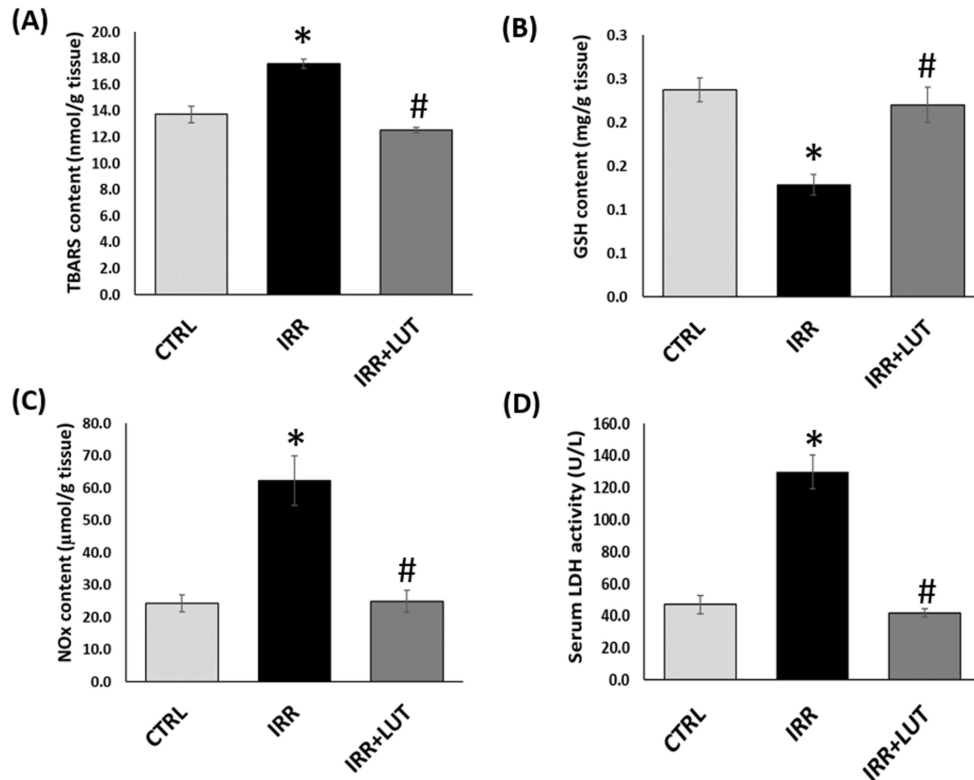 (A)
TBARS content (nmol/g tissue)
20.0
18.0
16.0
14.0
12.0
10.0
8.0
6.0
4.0
2.0
0.0
*
#
CTRL
IRR
IRR+LUT
(B)
GSH content (mg/g tissue)
0.3
0.3
0.2
0.2
0.1
0.1
0.0
*
#
CTRL
IRR
IRR+LUT
(C)
NOx content (µmol/g tissue)
80.0
70.0
60.0
50.0
40.0
30.0
20.0
10.0
0.0
*
#
CTRL
IRR
IRR+LUT
(D)
Serum LDH activity (U/L)
160.0
140.0
120.0
100.0
80.0
60.0
40.0
20.0
0.0
*
#
CTRL
IRR
IRR+LUT